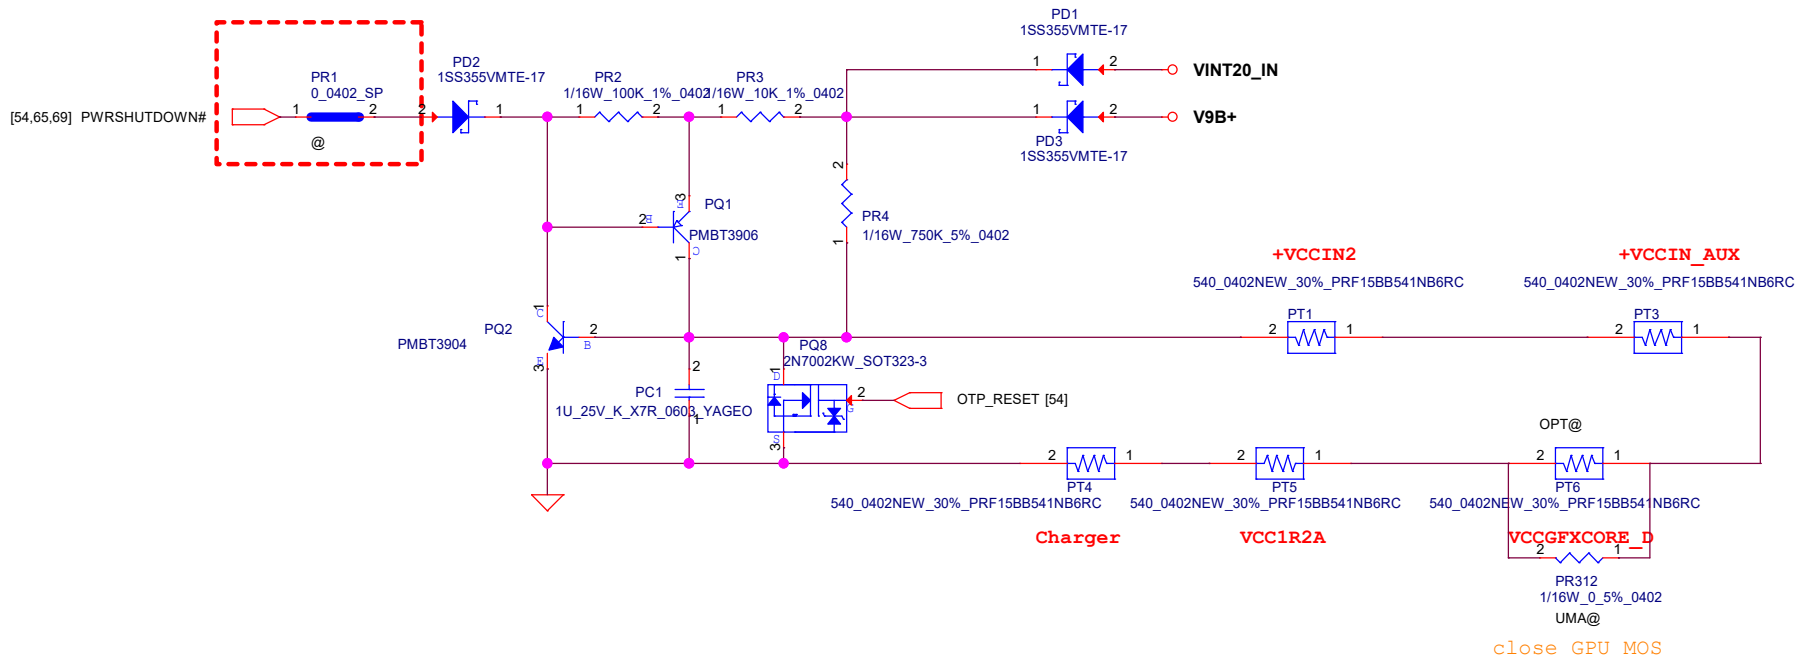 PD1
1SS355VMTE-17
1
2
VINT20_IN
PR1
0_0402_SP
PD2
1SS355VMTE-17
PR2
1/16W_100K_1%_0402
PR3
1/16W_10K_1%_0402
[54,65,69] PWRSHUTDOWN#
1
2
2
1
1
2
1
2
1
2
V9B+
@
PD3
1SS355VMTE-17
2
PR4
1/16W_750K_5%_0402
1
3
E
2
B
PQ1
PMBT3906
C
1
+VCCIN2
540_0402NEW_30%_PRF15BB541NB6RC
+VCCIN_AUX
540_0402NEW_30%_PRF15BB541NB6RC
1
C
PQ2
PMBT3904
2
B
E
3
PT1
2
1
PT3
2
1
PQ8
2N7002KW_SOT323-3
1
D
2
G
OTP_RESET [54]
S
3
2
PC1
1U_25V_K_X7R_0603_YAGEO
1
OPT@
2
1
PT4
540_0402NEW_30%_PRF15BB541NB6RC
Charger
2
1
PT5
540_0402NEW_30%_PRF15BB541NB6RC
VCC1R2A
2
1
PT6
540_0402NEW_30%_PRF15BB541NB6RC
VCCGFXCORE_D
2
1
PR312
1/16W_0_5%_0402
UMA@
close GPU MOS